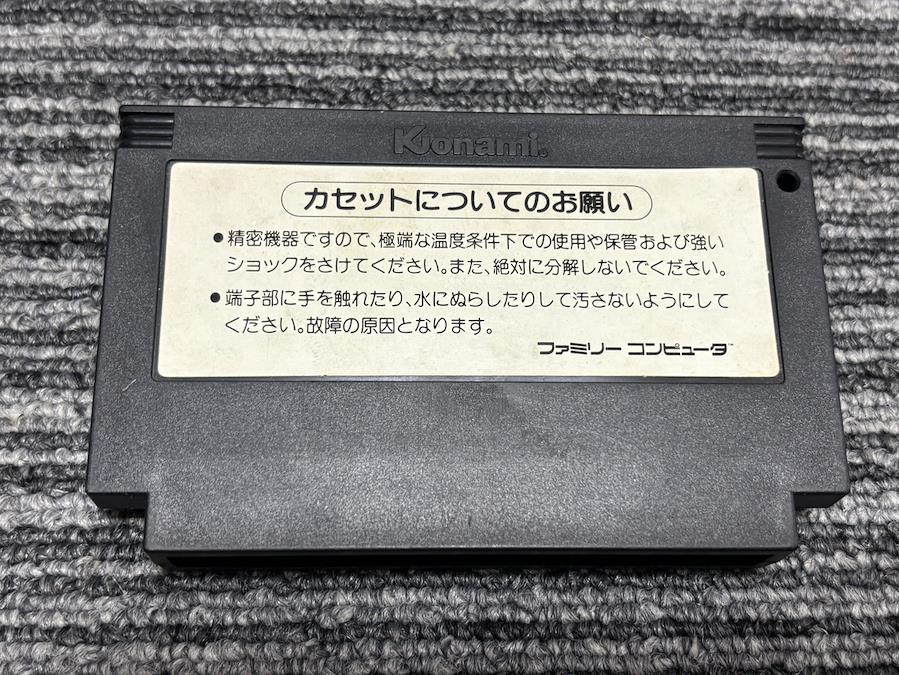 Konami®
カセットについてのお願い
●精密機器ですので、極端な温度条件下での使用や保管および強い
ショックをさけてください。また、絶対に分解しないでください。
●端子部に手を触れたり、水にぬらしたりして汚さないようにして
ください。故障の原因となります。
ファミリーコンピュータ™